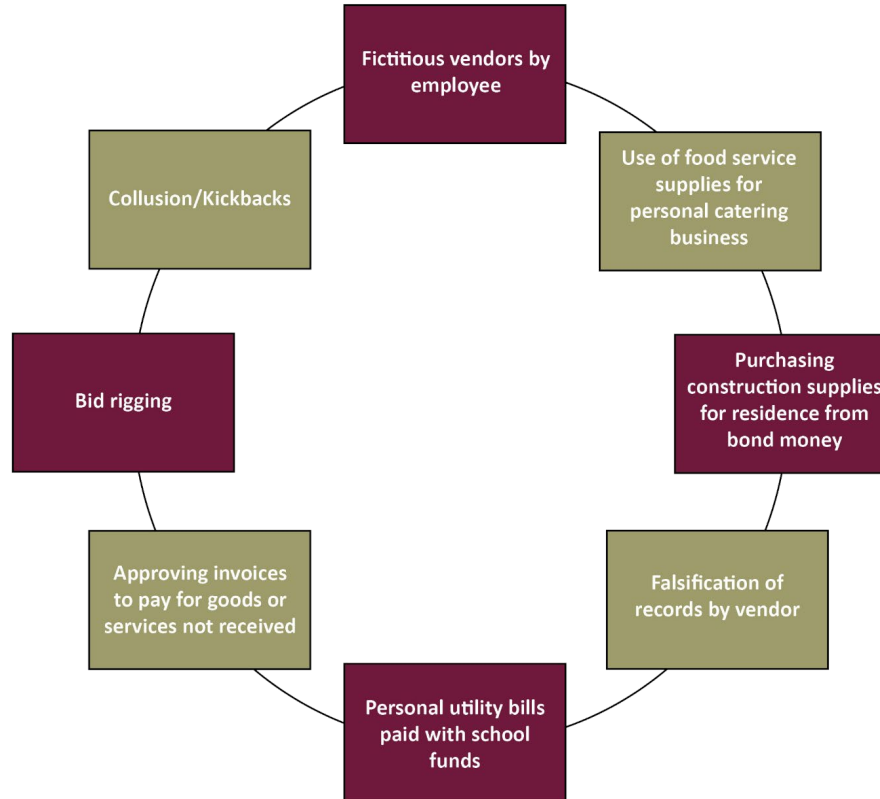 Fictitious vendors by
employee
Use of food service
supplies for
personal catering
business
Purchasing
construction supplies
for residence from
bond money
Falsification of
records by vendor
Personal utility bills
paid with school
funds
Approving invoices
to pay for goods or
services not received
Bid rigging
Collusion/Kickbacks